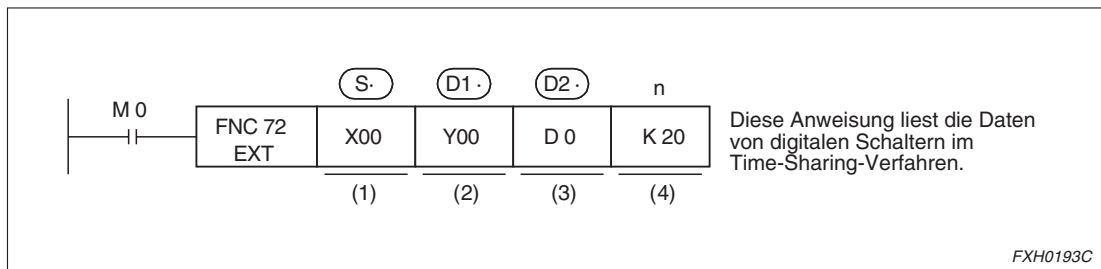 S· D1· D2· n
M 0
FNC 72 EXT X00 Y00 D 0 K 20
(1) (2) (3) (4)
Diese Anweisung liest die Daten
von digitalen Schaltern im
Time-Sharing-Verfahren.
FXH0193C